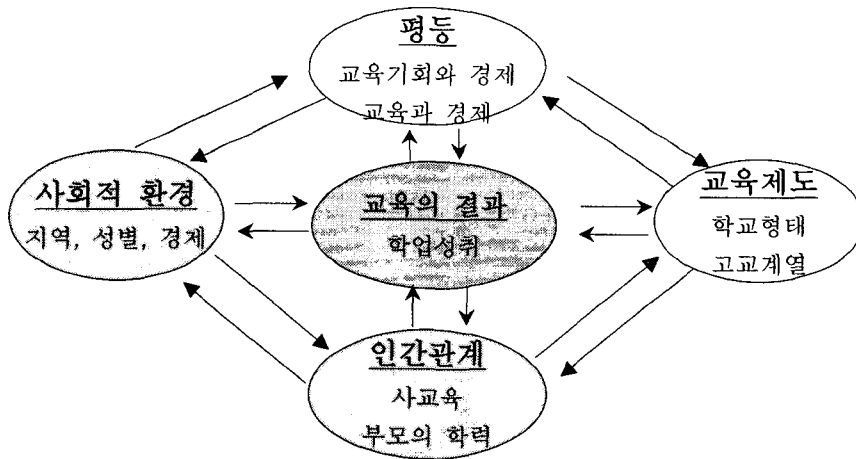 평등
교육기회와 경제
교육과 경제
사회적 환경
지역, 성별, 경제
교육의 결과
학업성취
교육제도
학교형태
고교계열
인간관계
사교육
부모의 학력